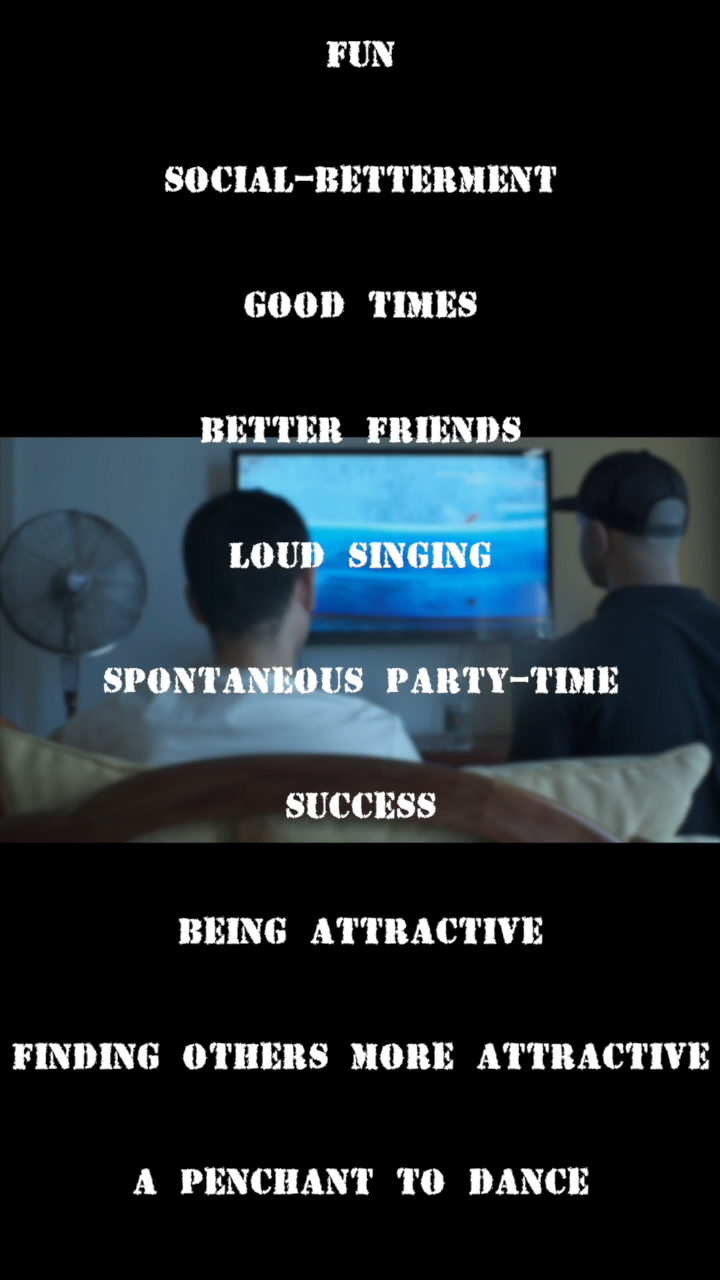 FUN
SOCIAL-BETTERMENT
GOOD TIMES
BETTER FRIENDS
LOUD SINGING
SPONTANEOUS PARTY-TIME
SUCCESS
BEING ATTRACTIVE
FINDING OTHERS MORE ATTRACTIVE
A PENCHANT TO DANCE